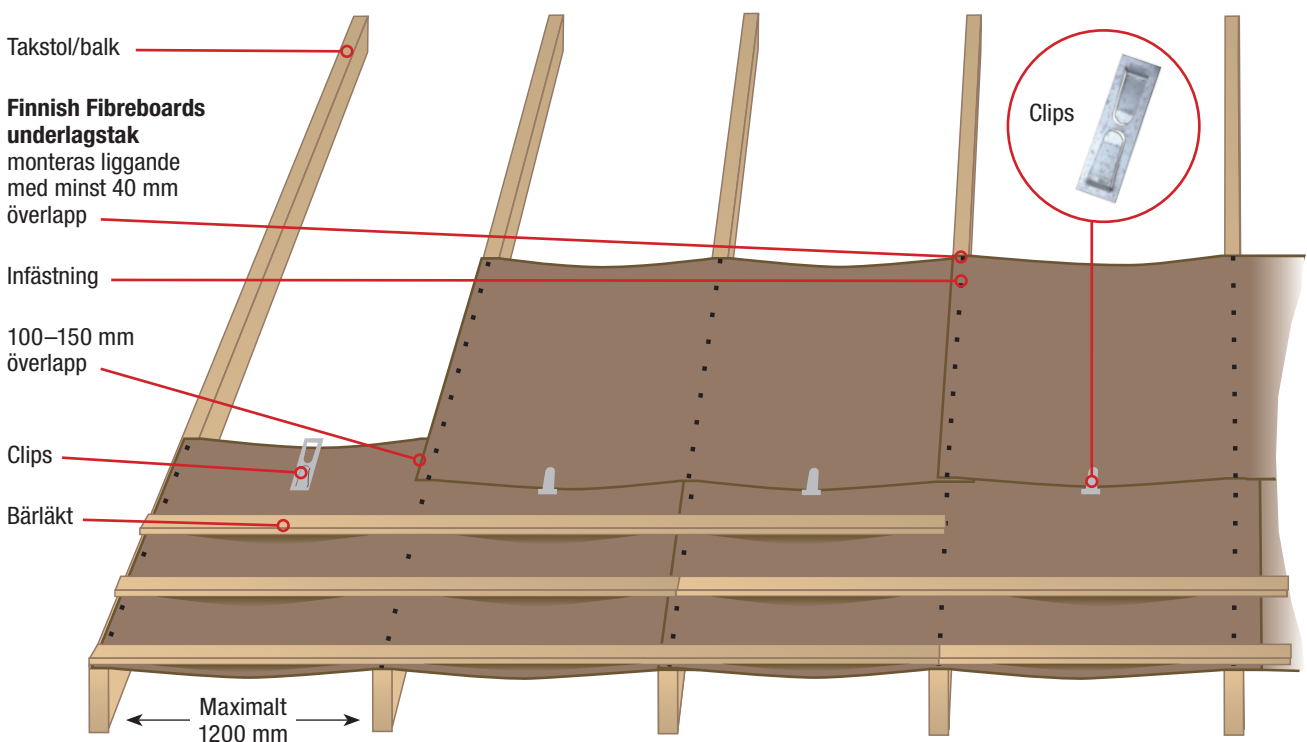 Takstol/balk
Finnish Fibreboards
underlagstak
monteras liggande
med minst 40 mm
överlapp
Infästning
100–150 mm
överlapp
Clips
Bärläkt
Clips
Maximalt
1200 mm